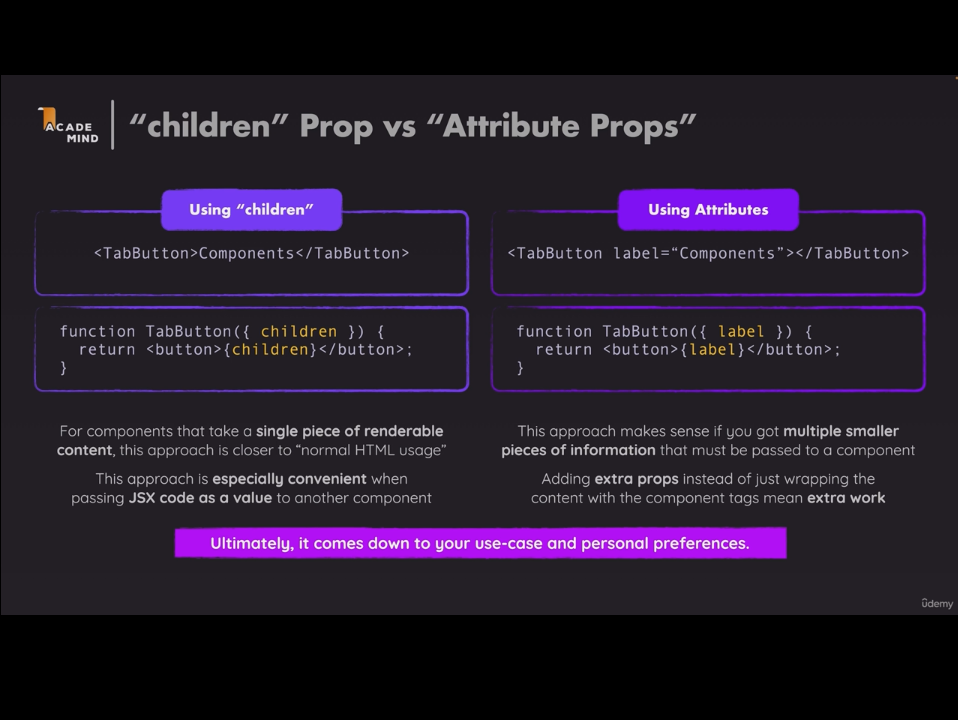 ACADE
MIND
“children” Prop vs “Attribute Props”
Using “children”
<TabButton>Components</TabButton>
function TabButton({ children }) {
  return <button>{children}</button>;
}
For components that take a single piece of renderable
content, this approach is closer to “normal HTML usage”
This approach is especially convenient when
passing JSX code as a value to another component
Using Attributes
<TabButton label=“Components”></TabButton>
function TabButton({ label }) {
  return <button>{label}</button>;
}
This approach makes sense if you got multiple smaller
pieces of information that must be passed to a component
Adding extra props instead of just wrapping the
content with the component tags mean extra work
Ultimately, it comes down to your use-case and personal preferences.
ûdemy